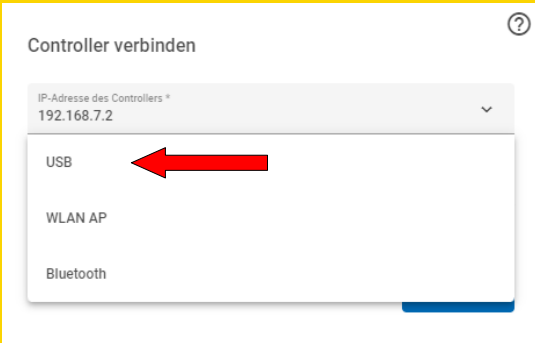 Controller verbinden
?
IP-Adresse des Controllers *
192.168.7.2
USB
WLAN AP
Bluetooth